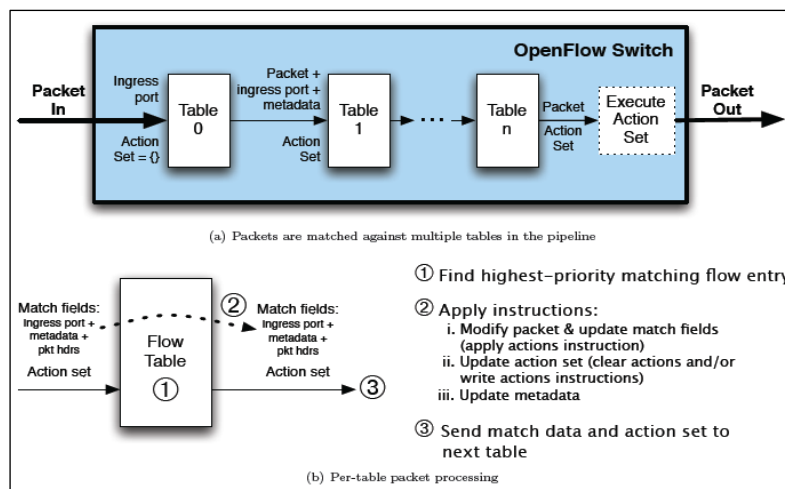 OpenFlow Switch
Packet
In
Ingress
port
Action
Set = {}
Table
0
Packet +
ingress port +
metadata
Action
Set
Table
1
...
Table
n
Packet
Action
Set
Execute
Action
Set
Packet
Out
(a) Packets are matched against multiple tables in the pipeline
Match fields:
Ingress port +
metadata +
pkt hdrs
Action set
Flow
Table
①
②
Match fields:
Ingress port +
metadata +
pkt hdrs
Action set
③
① Find highest-priority matching flow entry
② Apply instructions:
i. Modify packet & update match fields
(apply actions instruction)
ii. Update action set (clear actions and/or
write actions instructions)
iii. Update metadata
③ Send match data and action set to
next table
(b) Per-table packet processing